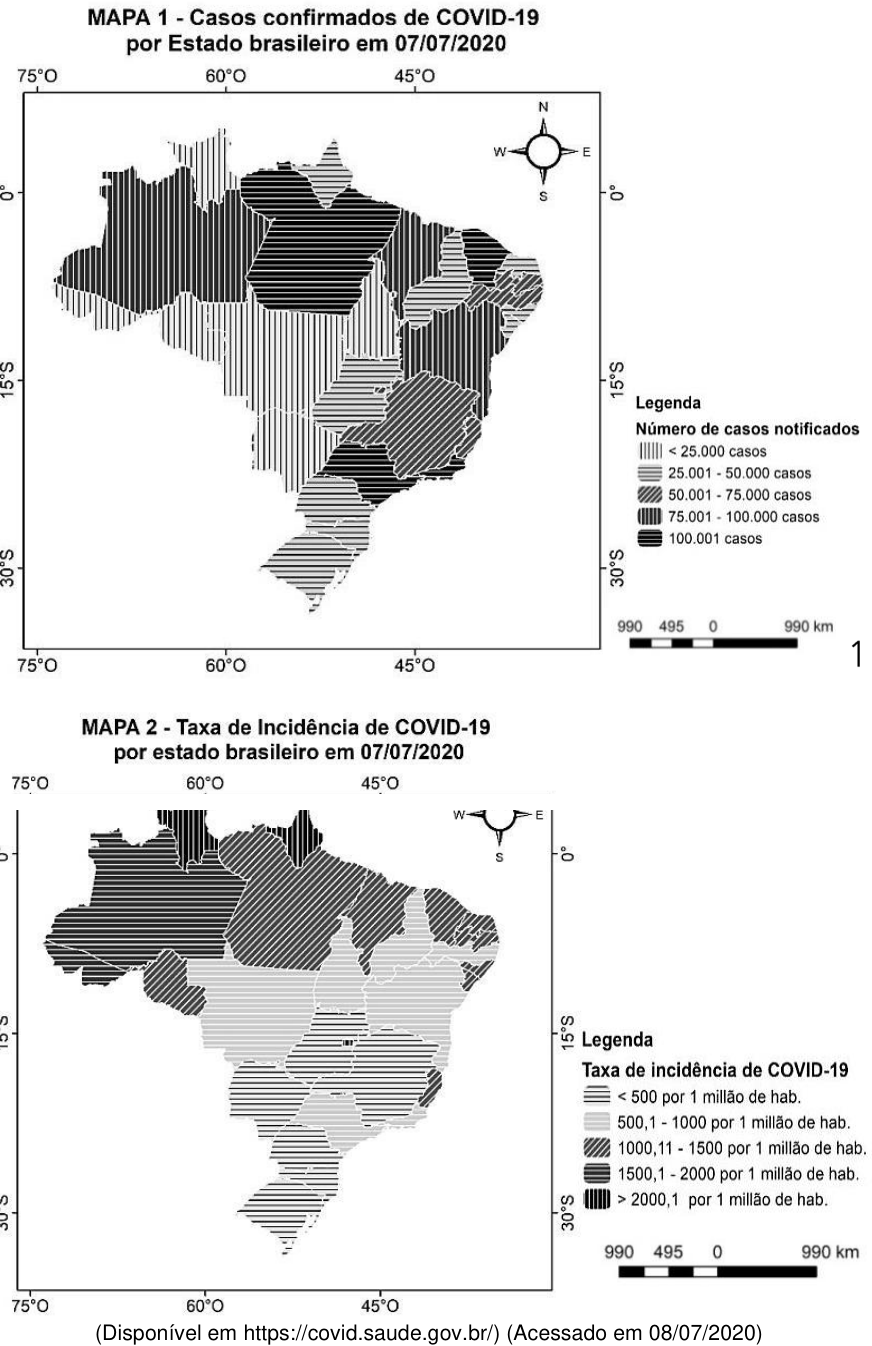 MAPA 1 - Casos confirmados de COVID-19
por Estado brasileiro em 07/07/2020
75°O 60°O 45°O
N
W E
S
0° 0°
15°S 15°S
Legenda
Número de casos notificados
< 25.000 casos
25.001 - 50.000 casos
50.001 - 75.000 casos
75.001 - 100.000 casos
100.001 casos
30°S 30°S
990 495 0 990 km
1
75°O 60°O 45°O
MAPA 2 - Taxa de Incidência de COVID-19
por estado brasileiro em 07/07/2020
75°O 60°O 45°O
W E
S
0° 0°
15°S 15°S
Legenda
Taxa de incidência de COVID-19
< 500 por 1 millão de hab.
500,1 - 1000 por 1 millão de hab.
1000,11 - 1500 por 1 millão de hab.
1500,1 - 2000 por 1 millão de hab.
> 2000,1 por 1 millão de hab.
30°S 30°S
990 495 0 990 km
75°O 60°O 45°O
(Disponível em https://covid.saude.gov.br/) (Acessado em 08/07/2020)